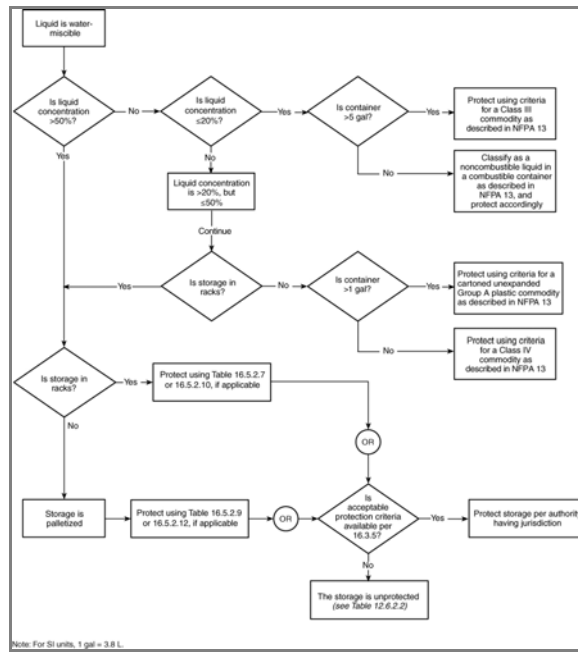 Liquid is water-
miscible
Is liquid
concentration
>50%?
No
Is liquid
concentration
≤20%?
Yes
Is container
>5 gal?
Yes
Protect using criteria
for a Class III
commodity as
described in NFPA 13
No
Classify as a
noncombustible liquid in
a combustible container
as described in
NFPA 13, and
protect accordingly
Yes
No
Liquid concentration
is >20%, but
≤50%
Continue
Is storage
in racks?
Yes
No
Is container
>1 gal?
Yes
Protect using criteria for a
cartoned unexpanded
Group A plastic commodity
as described in NFPA 13
No
Protect using criteria
for a Class IV
commodity as
described in NFPA 13
Is storage in
racks?
Yes
Protect using Table 16.5.2.7
or 16.5.2.10, if applicable
OR
No
Storage is
palletized
Protect using Table 16.5.2.9
or 16.5.2.12, if applicable
OR
Is
acceptable
protection criteria
available per
16.3.5?
Yes
Protect storage per authority
having jurisdiction
No
The storage is unprotected
(see Table 12.6.2.2)
Note: For SI units, 1 gal = 3.8 L.